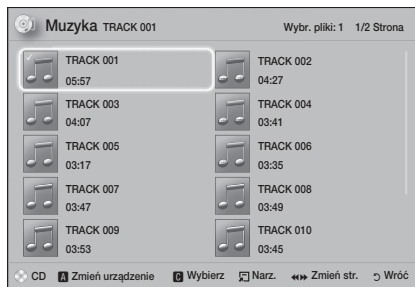 Muzyka TRACK 001 Wybr. pliki: 1 1/2 Strona
TRACK 001 TRACK 002
05:57 04:27
TRACK 003 TRACK 004
04:07 03:41
TRACK 005 TRACK 006
03:17 03:35
TRACK 007 TRACK 008
03:47 03:49
TRACK 009 TRACK 010
03:53 03:45
CD A Zmień urządzenie C Wybierz Narz. Zmień str. Wróć